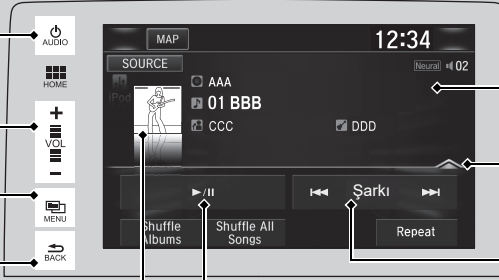 AUDIO
HOME
+
VOL
−
MENU
BACK
MAP
12:34
SOURCE
Neural 02
iPod
AAA
01 BBB
CCC
DDD
►/II
Şarkı
Shuffle Albums
Shuffle All Songs
Repeat